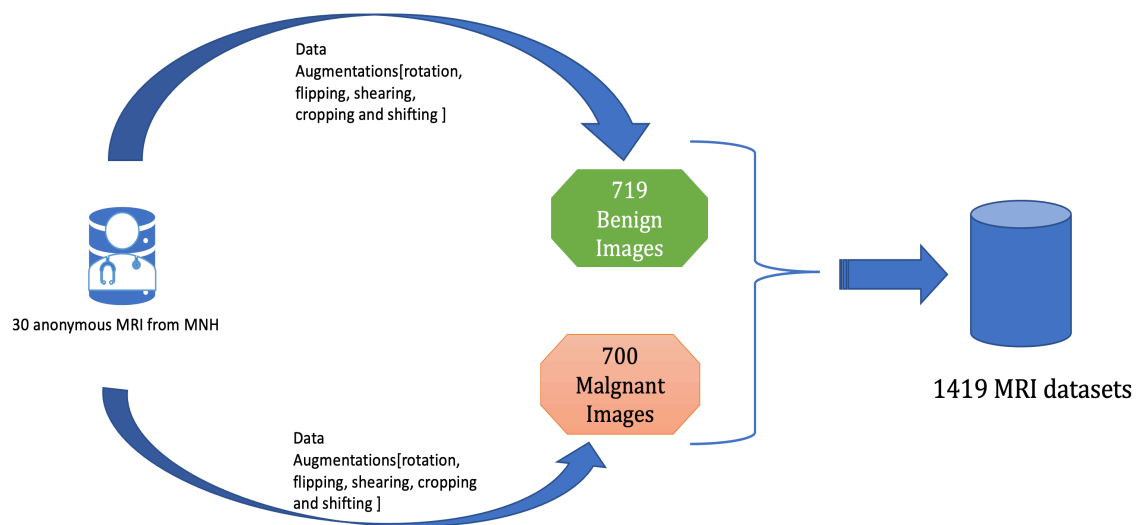 Data
Augmentations[rotation,
flipping, shearing,
cropping and shifting ]
719
Benign
Images
30 anonymous MRI from MNH
700
Malgnant
Images
1419 MRI datasets
Data
Augmentations[rotation,
flipping, shearing, cropping
and shifting ]